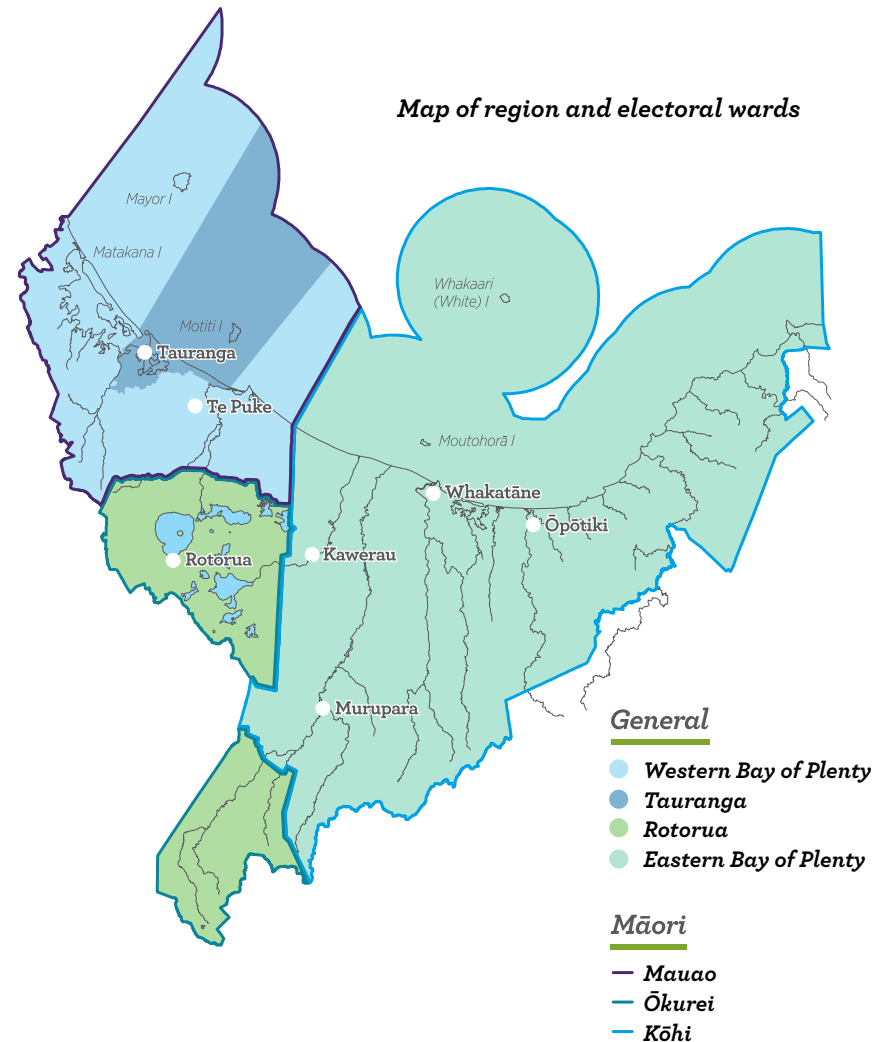 Map of region and electoral wards
Mayor I
Matakana I
Whakaari
(White) I
Motiti I
Tauranga
Te Puke
Moutohorā I
Whakatāne
Ōpōtiki
Kawerau
Rotorua
Murupara
General
Western Bay of Plenty
Tauranga
Rotorua
Eastern Bay of Plenty
Māori
Mauao
Ōkurei
Kōhi